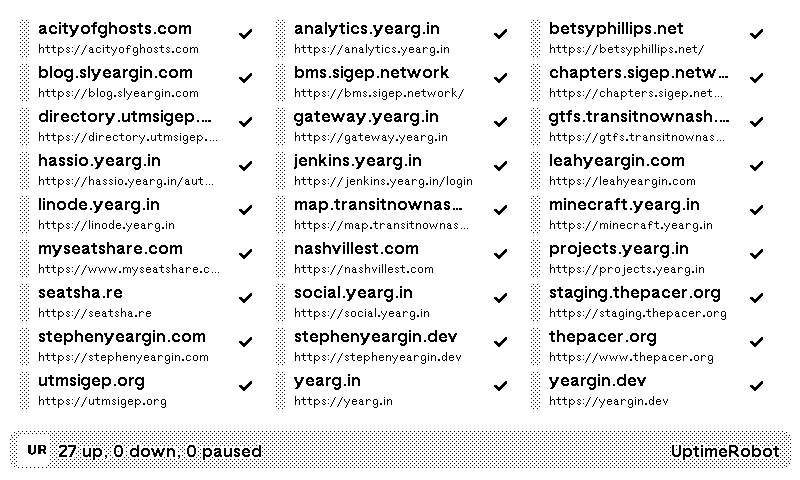 acityofghosts.com
https://acityofghosts.com
blog.slyeargin.com
https://blog.slyeargin.com
directory.utmsigep....
https://directory.utmsigep....
hassio.yearg.in
https://hassio.yearg.in/aut...
linode.yearg.in
https://linode.yearg.in
myseatshare.com
https://www.myseatshare.c...
seatsha.re
https://seatsha.re
stephenyeargin.com
https://stephenyeargin.com
utmsigep.org
https://utmsigep.org
analytics.yearg.in
https://analytics.yearg.in
bms.sigep.network
https://bms.sigep.network/
gateway.yearg.in
https://gateway.yearg.in
jenkins.yearg.in
https://jenkins.yearg.in/login
map.transitnownas...
https://map.transitnownas...
nashvillest.com
https://nashvillest.com
social.yearg.in
https://social.yearg.in
stephenyeargin.dev
https://stephenyeargin.dev
yearg.in
https://yearg.in
betsyphillips.net
https://betsyphillips.net/
chapters.sigep.netw...
https://chapters.sigep.net...
gtfs.transitnownash....
https://gtfs.transitnownas...
leahyeargin.com
https://leahyeargin.com
minecraft.yearg.in
https://minecraft.yearg.in
projects.yearg.in
https://projects.yearg.in
staging.thepacer.org
https://staging.thepacer.org
thepacer.org
https://www.thepacer.org
yeargin.dev
https://yeargin.dev
UR 27 up, 0 down, 0 paused UptimeRobot